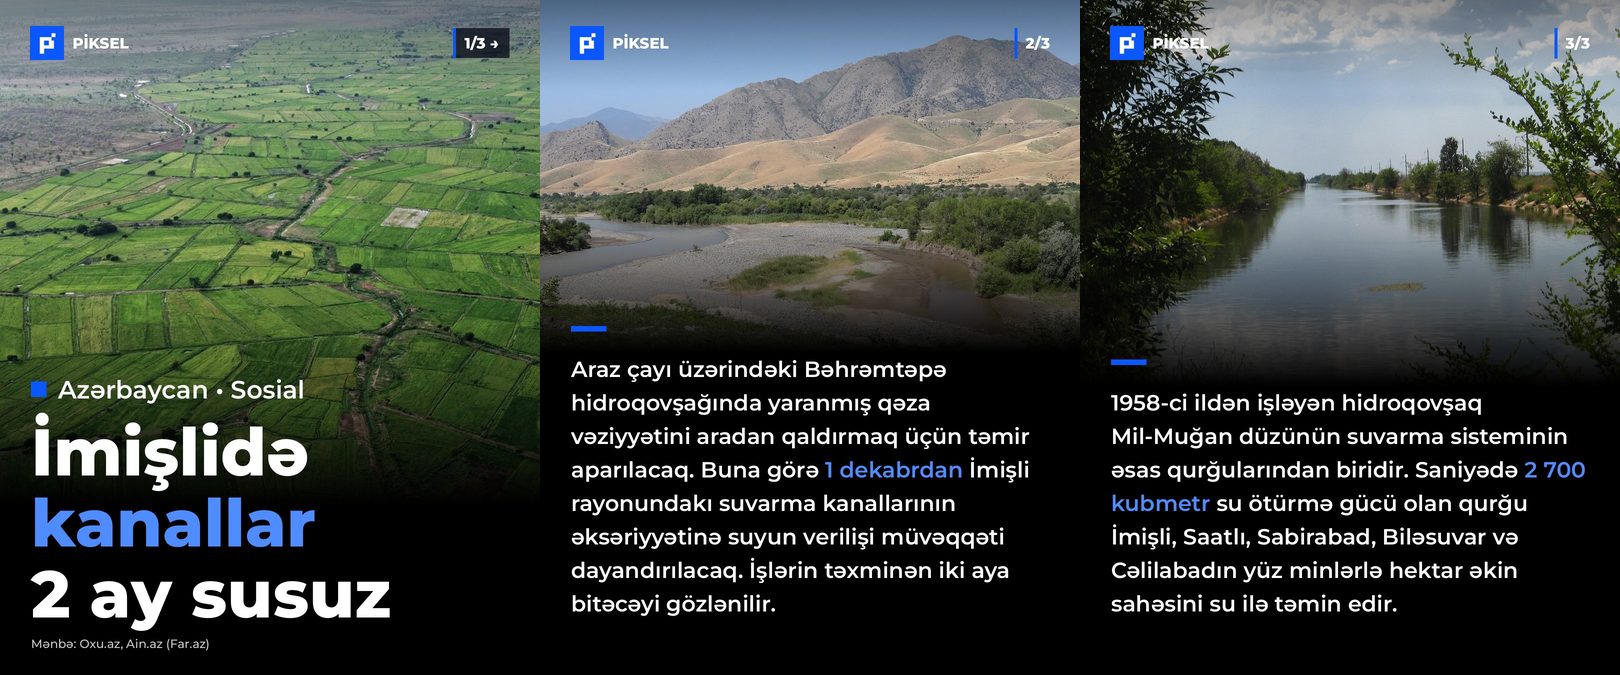 PİKSEL
1/3 →
Azərbaycan • Sosial
İmişlidə
kanallar
2 ay susuz
Mənbə: Oxu.az, Ain.az (Far.az)
PİKSEL
2/3
Araz çayı üzərindəki Bəhrəmtəpə
hidroqovşağında yaranmış qəza
vəziyyətini aradan qaldırmaq üçün təmir
aparılacaq. Buna görə 1 dekabrdan İmişli
rayonundakı suvarma kanallarının
əksəriyyətinə suyun verilişi müvəqqəti
dayandırılacaq. İşlərin təxminən iki aya
bitəcəyi gözlənilir.
PİKSEL
3/3
1958-ci ildən işləyən hidroqovşaq
Mil-Muğan düzünün suvarma sisteminin
əsas qurğularından biridir. Saniyədə 2 700
kubmetr su ötürmə gücü olan qurğu
İmişli, Saatlı, Sabirabad, Biləsuvar və
Cəlilabadın yüz minlərlə hektar əkin
sahəsini su ilə təmin edir.